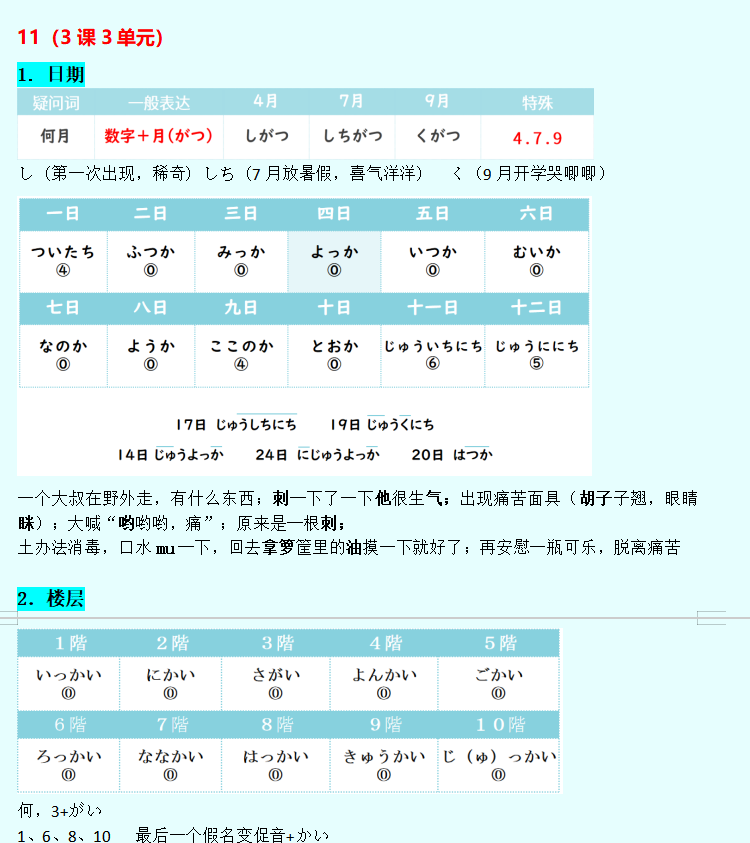 11（3 课 3 单元）
1. 日期
疑问词 一般表达 4月 7月 9月 特殊
何月 数字＋月(がつ) しがつ しちがつ くがつ 4.7.9
し（第一次出现，稀奇）しち（7 月放暑假，喜气洋洋） く（9 月开学哭唧唧）
一日 二日 三日 四日 五日 六日
ついたち ふつか みっか よっか いつか むいか
④ ⓪ ⓪ ⓪ ⓪ ⓪
七日 八日 九日 十日 十一日 十二日
なのか ようか ここのか とおか じゅういちにち じゅうににち
⓪ ⓪ ④ ⓪ ⑥ ⑤
17日 じゅうしちにち 19日 じゅうくにち
14日 じゅうよっか 24日 にじゅうよっか 20日 はつか
一个大叔在野外走，有什么东西；刺一下了一下他很生气；出现痛苦面具（胡子子翘，眼睛
眯）；大喊“哟哟哟，痛”；原来是一根刺；
土办法消毒，口水 mu 一下，回去拿箩筐里的油摸一下就好了；再安慰一瓶可乐，脱离痛苦
2. 楼层
１階 ２階 ３階 ４階 ５階
いっかい にかい さがい よんかい ごかい
⓪ ⓪ ⓪ ⓪ ⓪
６階 ７階 ８階 ９階 １０階
ろっかい ななかい はっかい きゅうかい じ（ゅ）っかい
⓪ ⓪ ⓪ ⓪ ⓪
何，3+がい
1、6、8、10 最后一个假名变促音+かい